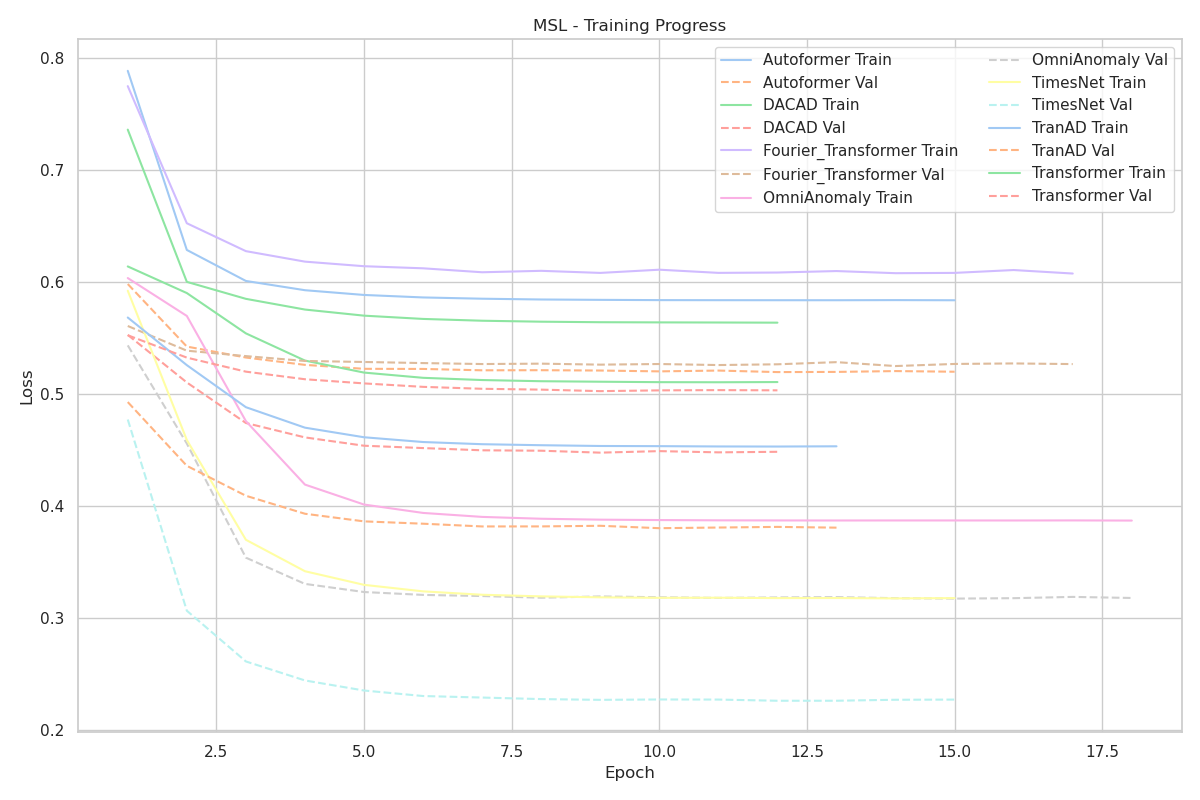 MSL - Training Progress
Autoformer Train
Autoformer Val
DACAD Train
DACAD Val
Fourier_Transformer Train
Fourier_Transformer Val
OmniAnomaly Train
OmniAnomaly Val
TimesNet Train
TimesNet Val
TranAD Train
TranAD Val
Transformer Train
Transformer Val
Loss
0.8
0.7
0.6
0.5
0.4
0.3
0.2
2.5
5.0
7.5
10.0
12.5
15.0
17.5
Epoch